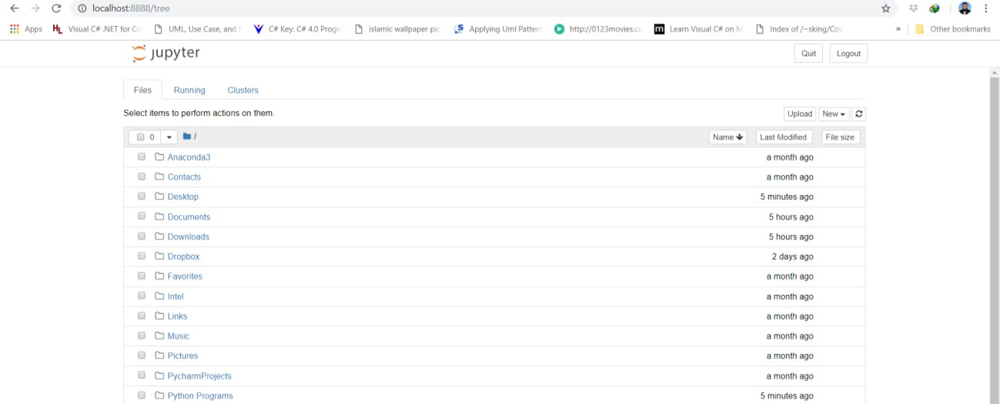 localhost:8888/tree
Apps Visual C# .NET for Co UML, Use Case, and F C# Key: C# 4.0 Progra islamic wallpaper pic Applying Uml Pattern http://0123movies.co Learn Visual C# on M Index of /~sking/Cou » Other bookmarks
jupyter Quit Logout
Files Running Clusters
Select items to perform actions on them. Upload New
0 / Name Last Modified File size
Anaconda3 a month ago
Contacts a month ago
Desktop 5 minutes ago
Documents 5 hours ago
Downloads 5 hours ago
Dropbox 2 days ago
Favorites a month ago
Intel a month ago
Links a month ago
Music a month ago
Pictures a month ago
PycharmProjects a month ago
Python Programs 5 minutes ago